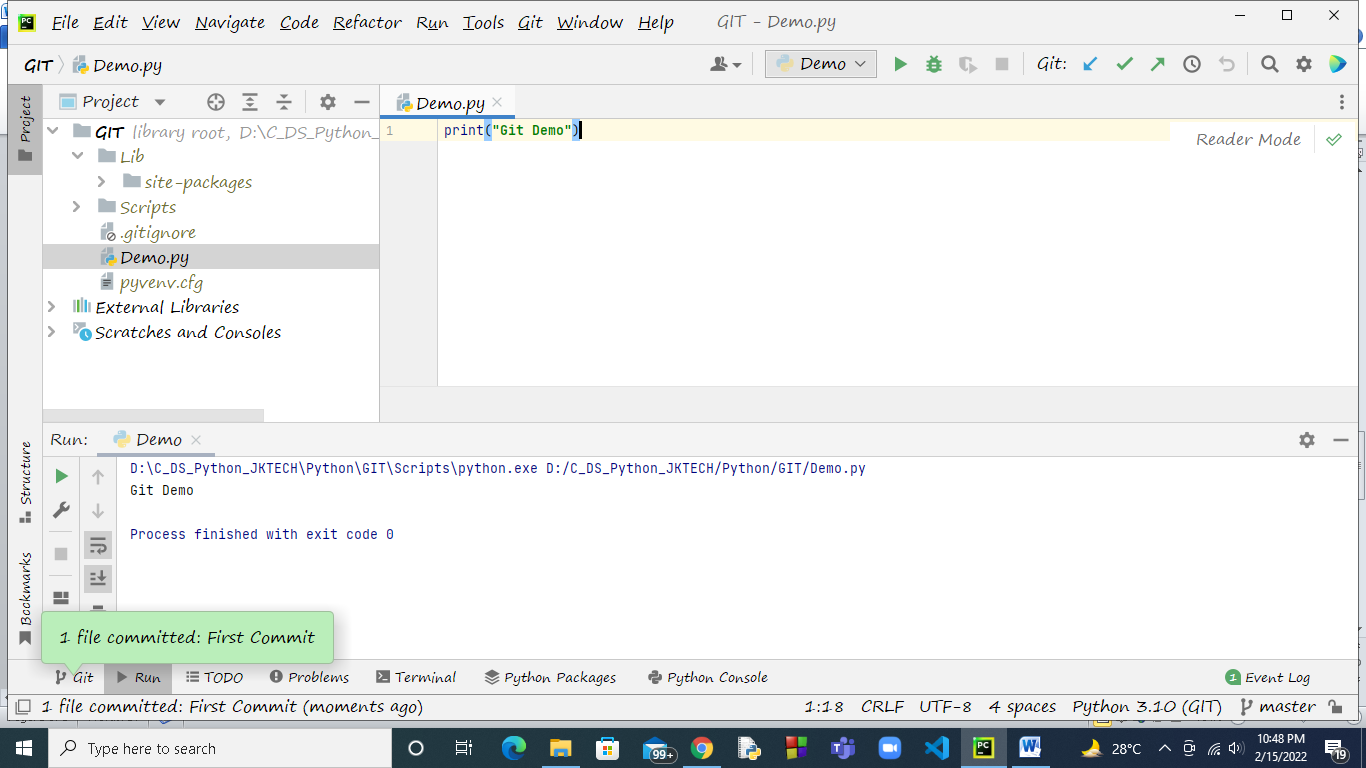 File Edit View Navigate Code Refactor Run Tools Git Window Help GIT - Demo.py
GIT Demo.py Demo Git:
Project Project Demo.py
GIT library root, D:\C_DS_Python_
1 print("Git Demo")
Reader Mode
Lib
site-packages
Scripts
.gitignore
Demo.py
pyvenv.cfg
External Libraries
Scratches and Consoles
Structure
Bookmarks
Run: Demo
D:\C_DS_Python_JKTECH\Python\GIT\Scripts\python.exe D:/C_DS_Python_JKTECH/Python/GIT/Demo.py
Git Demo
Process finished with exit code 0
1 file committed: First Commit
Git Run TODO Problems Terminal Python Packages Python Console 1 Event Log
1 file committed: First Commit (moments ago) 1:18 CRLF UTF-8 4 spaces Python 3.10 (GIT) master
Type here to search 99+ 28°C 10:48 PM
2/15/2022 19